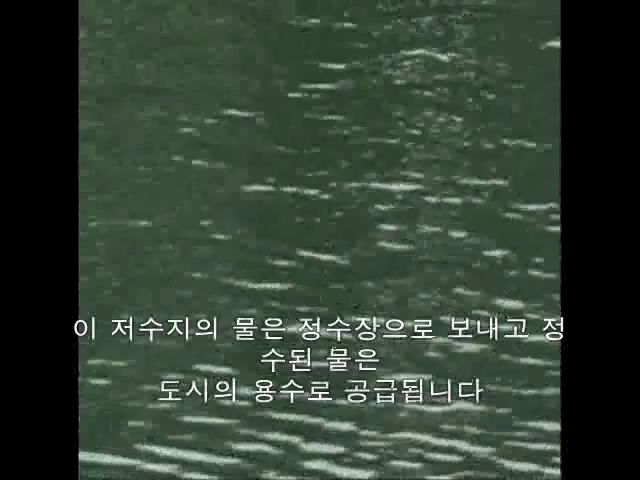 이 저수지의 물은 정수장으로 보내고 정
수된 물은
도시의 용수로 공급됩니다